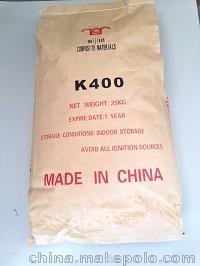 meijian
COMPOSITE MATERIALS
K400
NET WEIGHT: 25KG
EXPIRE DATE: 1 YEAR
STORAGE CONDITIONS: INDOOR STORAGE
AVOID ALL IGNITION SOURCES
MADE IN CHINA
china.makepolo.com